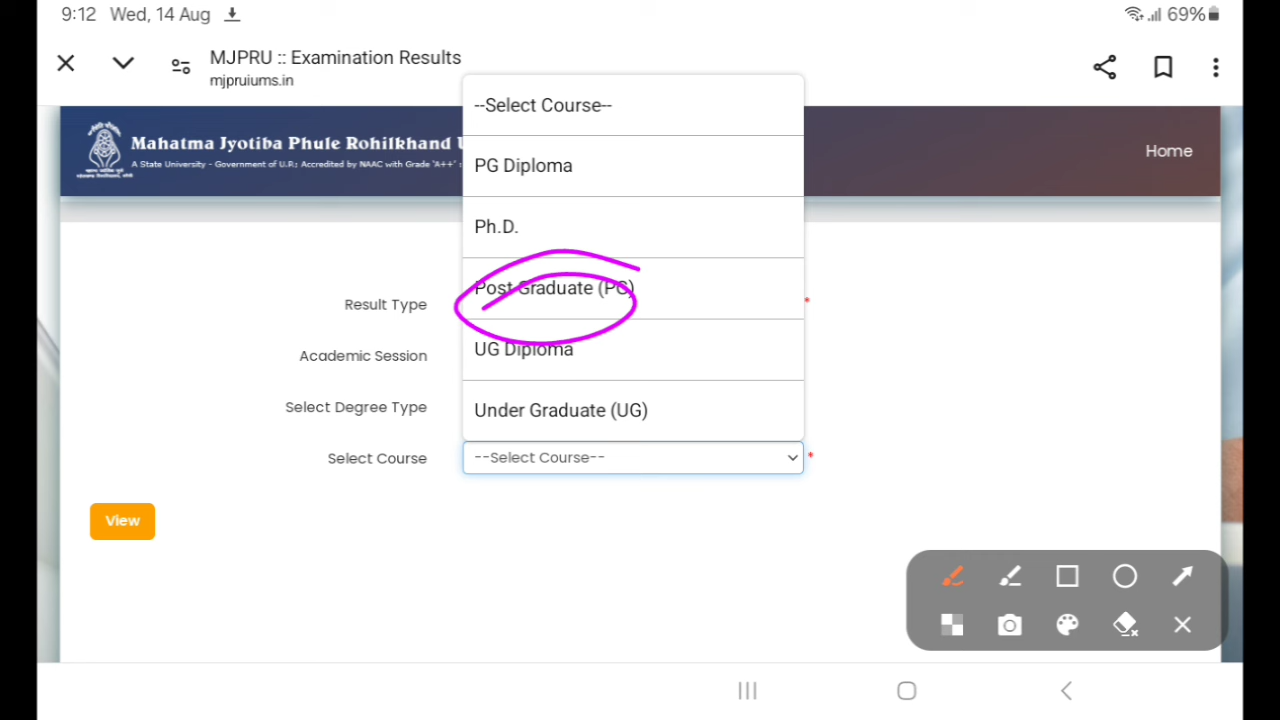 9:12 Wed, 14 Aug
69%
MJPRU :: Examination Results
mjpruiums.in
Mahatma Jyotiba Phule Rohilkhand
A State University - Government of U.P.; Accredited by NAAC with Grade 'A++'
Home
--Select Course--
PG Diploma
Ph.D.
Post Graduate (PG)
UG Diploma
Under Graduate (UG)
Result Type
*
Academic Session
Select Degree Type
Select Course
--Select Course--
*
View